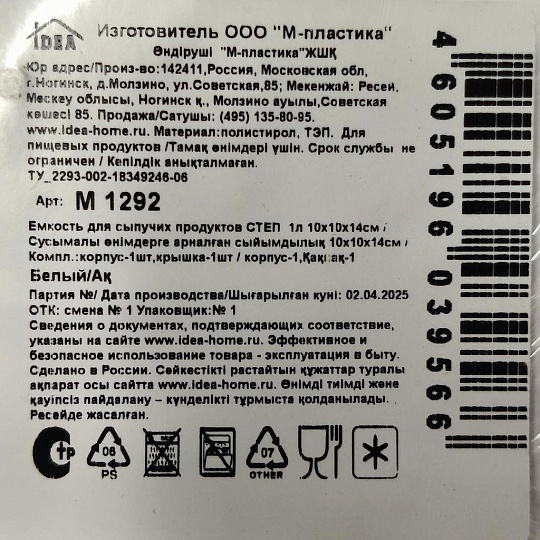 IDEA
Изготовитель ООО "М-пластика"
Өндіруші "М-пластика"ЖШҚ
Юр адрес/Произ-во:142411,Россия, Московская обл,
г.Ногинск, д.Молзино, ул.Советская,85; Мекенжай: Ресей,
Мескеу облысы, Ногинск қ., Молзино ауылы,Советская
көшесі 85. Продажа/Сатушы: (495) 135-80-95.
www.idea-home.ru. Материал:полистирол, ТЭП. Для
пищевых продуктов /Тамақ өнімдері үшін. Срок службы не
ограничен / Кепілдік анықталмаған.
ТУ_2293-002-18349246-06
Арт: М 1292
Емкость для сыпучих продуктов СТЕП 1л 10х10х14см /
Сусымалы өнімдерге арналған сыйымдылық 10х10х14см /
Компл.:корпус-1шт,крышка-1шт / корпус-1,Қақпақ-1
Белый/Ақ
Партия №/ Дата производства/Шығарылған күні: 02.04.2025
ОТК: смена № 1 Упаковщик:№ 1
Сведения о документах, подтверждающих соответствие,
указаны на сайте www.idea-home.ru. Эффективное и
безопасное использование товара - эксплуатация в быту.
Сделано в России. Сәйкестікті растайтын құжаттар туралы
ақпарат осы сайтта www.idea-home.ru. Өнімді тиімді және
қауіпсіз пайдалану – күнделікті тұрмыста қолданылады.
Ресейде жасалған.
06
PS
07
OTHER
4 605196 039566